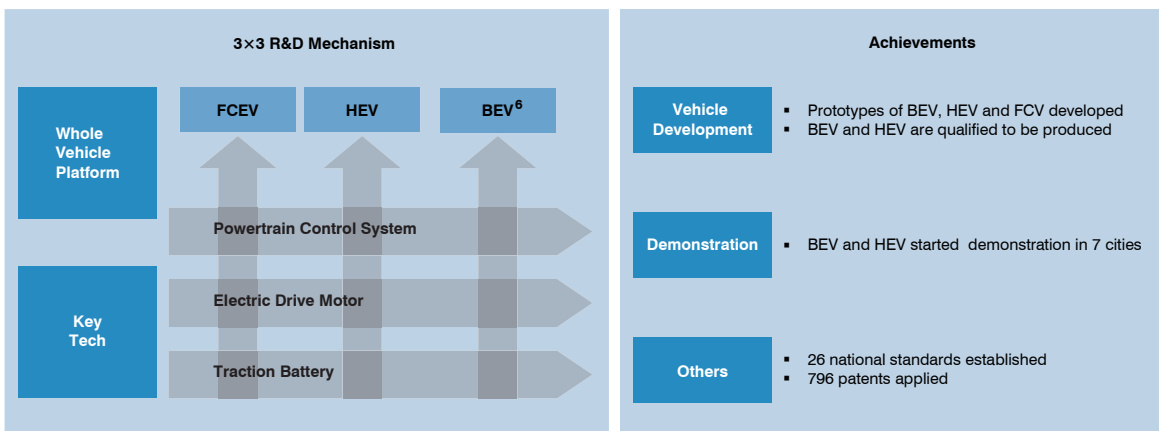 3×3 R&D Mechanism
Whole
Vehicle
Platform
FCEV
HEV
BEV⁶
Powertrain Control System
Key
Tech
Electric Drive Motor
Traction Battery
Achievements
Vehicle
Development
▪ Prototypes of BEV, HEV and FCV developed
▪ BEV and HEV are qualified to be produced
Demonstration
▪ BEV and HEV started demonstration in 7 cities
Others
▪ 26 national standards established
▪ 796 patents applied